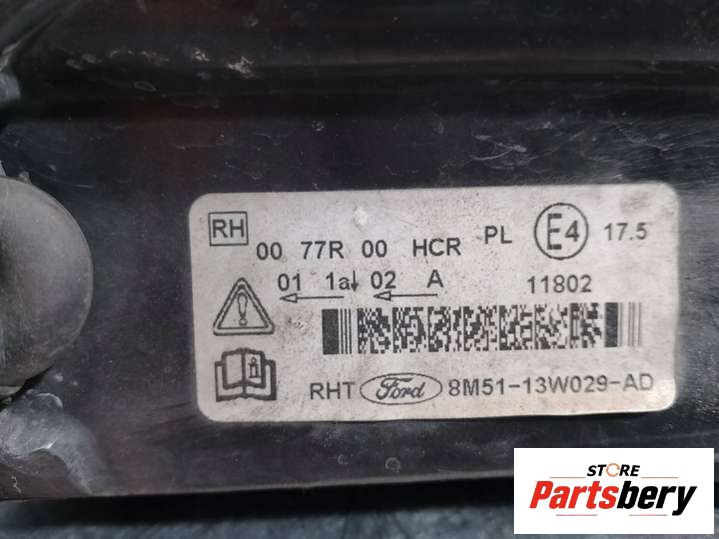 RH
00 77R 00 HCR PL E4 17.5
01 1a 02 A 11802
RHT Ford 8M51-13W029-AD
STORE
Partsbery